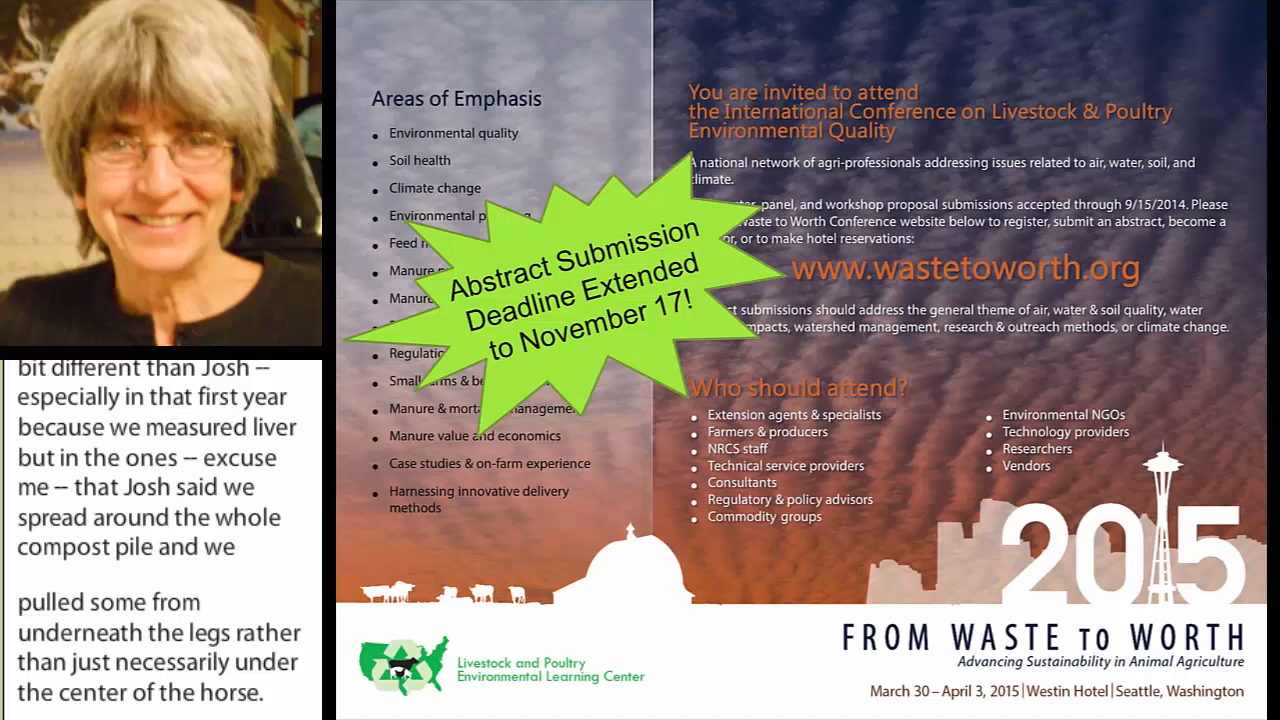 bit different than Josh --
especially in that first year
because we measured liver
but in the ones -- excuse
me -- that Josh said we
spread around the whole
compost pile and we
pulled some from
underneath the legs rather
than just necessarily under
the center of the horse.
Areas of Emphasis
Environmental quality
Soil health
Climate change
Environmental
Feed
Manure
Manure
Small
Manure & management
Manure value and economics
Case studies & on-farm experience
Harnessing innovative delivery
methods
Abstract Submission
Deadline Extended
to November 17!
You are invited to attend
the International Conference on Livestock & Poultry
Environmental Quality
A national network of agri-professionals addressing issues related to air, water, soil, and
climate.
panel, and workshop proposal submissions accepted through 9/15/2014. Please
Waste to Worth Conference website below to register, submit an abstract, become a
or to make hotel reservations:
www.wastetoworth.org
submissions should address the general theme of air, water & soil quality, water
watershed management, research & outreach methods, or climate change.
Who should attend?
Extension agents & specialists
Farmers & producers
NRCS staff
Technical service providers
Consultants
Regulatory & policy advisors
Commodity groups
Environmental NGOs
Technology providers
Researchers
Vendors
2015
FROM WASTE TO WORTH
Advancing Sustainability in Animal Agriculture
March 30 – April 3, 2015 | Westin Hotel | Seattle, Washington
Livestock and Poultry
Environmental Learning Center